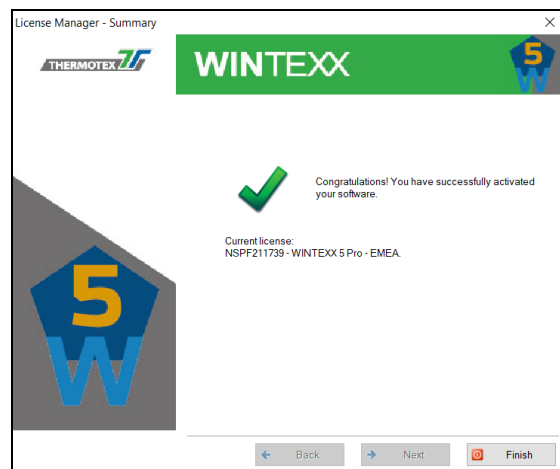 License Manager - Summary
THERMOTEX
WINTEXX
5
W
Congratulations! You have successfully activated
your software.
Current license:
NSPF211739 - WINTEXX 5 Pro - EMEA.
5
W
Back
Next
Finish